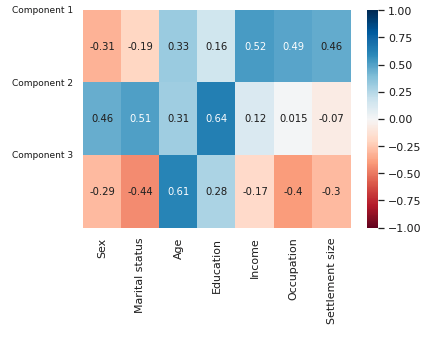 Component 1
-0.31 -0.19 0.33 0.16 0.52 0.49 0.46
Component 2
0.46 0.51 0.31 0.64 0.12 0.015 -0.07
Component 3
-0.29 -0.44 0.61 0.28 -0.17 -0.4 -0.3
Sex
Marital status
Age
Education
Income
Occupation
Settlement size
1.00
0.75
0.50
0.25
0.00
−0.25
−0.50
−0.75
−1.00